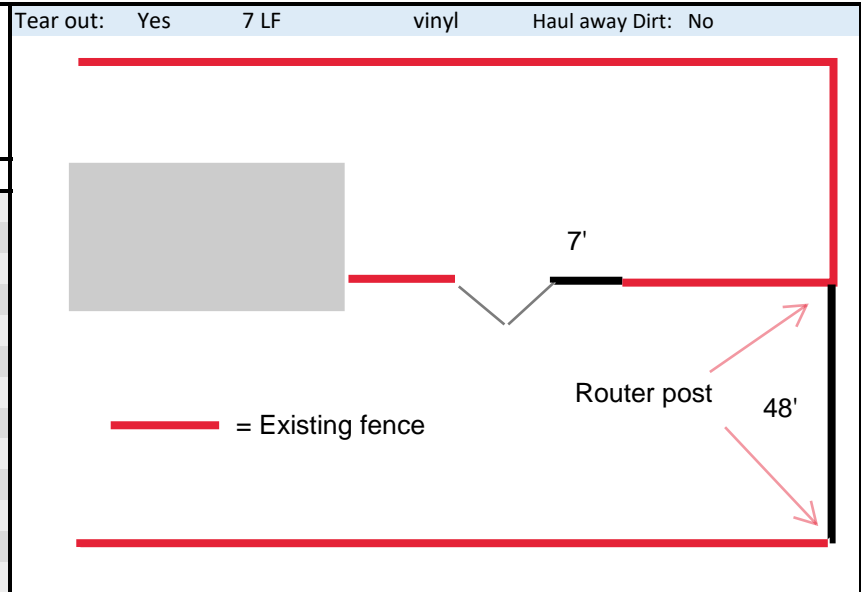 Tear out: Yes 7 LF vinyl Haul away Dirt: No
7'
Router post
48'
= Existing fence